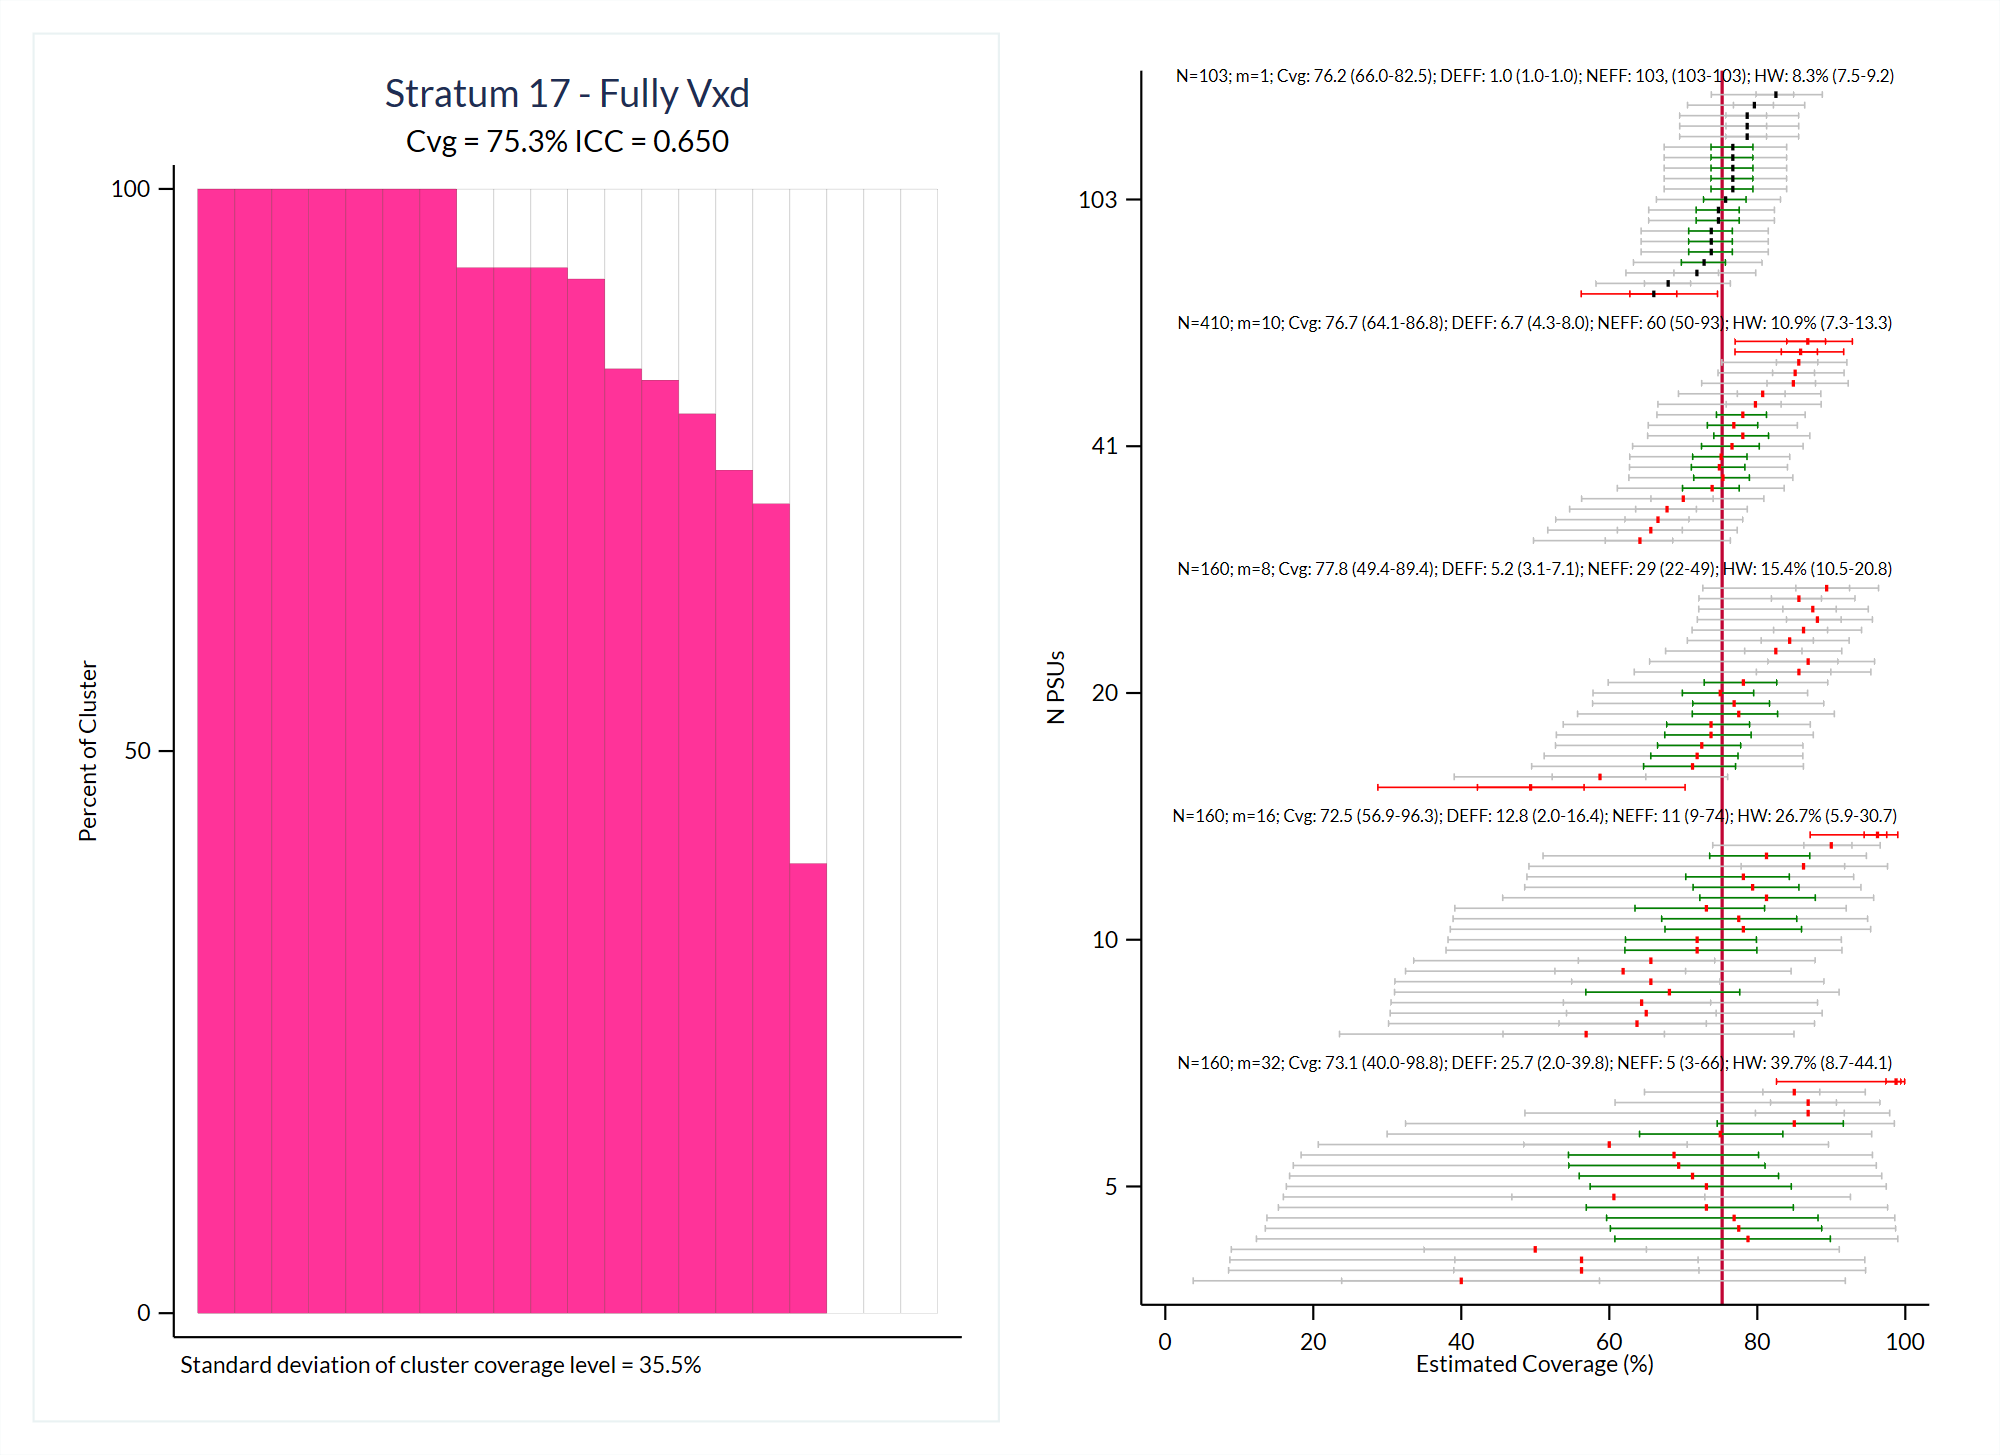 Stratum 17 - Fully Vxd
Cvg = 75.3% ICC = 0.650
100
50
0
Percent of Cluster
Standard deviation of cluster coverage level = 35.5%
N=103; m=1; Cvg: 76.2 (66.0-82.5); DEFF: 1.0 (1.0-1.0); NEFF: 103, (103-103); HW: 8.3% (7.5-9.2)
103
N=410; m=10; Cvg: 76.7 (64.1-86.8); DEFF: 6.7 (4.3-8.0); NEFF: 60 (50-93); HW: 10.9% (7.3-13.3)
41
N=160; m=8; Cvg: 77.8 (49.4-89.4); DEFF: 5.2 (3.1-7.1); NEFF: 29 (22-49); HW: 15.4% (10.5-20.8)
N PSUs
20
N=160; m=16; Cvg: 72.5 (56.9-96.3); DEFF: 12.8 (2.0-16.4); NEFF: 11 (9-74); HW: 26.7% (5.9-30.7)
10
N=160; m=32; Cvg: 73.1 (40.0-98.8); DEFF: 25.7 (2.0-39.8); NEFF: 5 (3-66); HW: 39.7% (8.7-44.1)
5
0 20 40 60 80 100
Estimated Coverage (%)